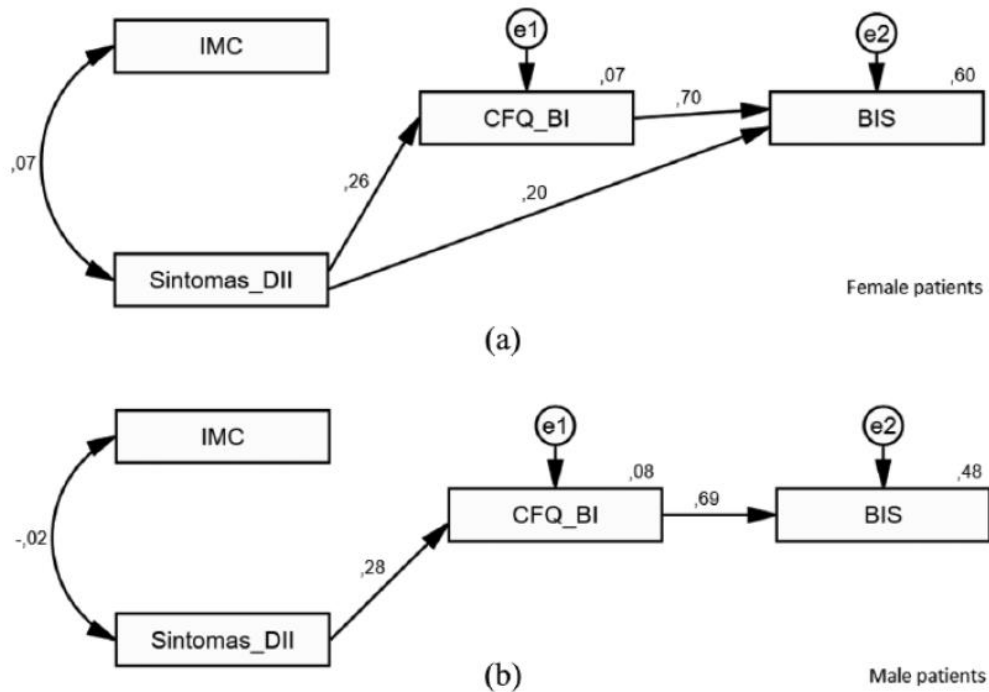 e1
e2
IMC
,07
,60
CFQ_BI
,70
BIS
,07
,26
,20
Sintomas_DII
Female patients
(a)
IMC
e1
e2
,08
,48
CFQ_BI
,69
BIS
-,02
,28
Sintomas_DII
(b)
Male patients